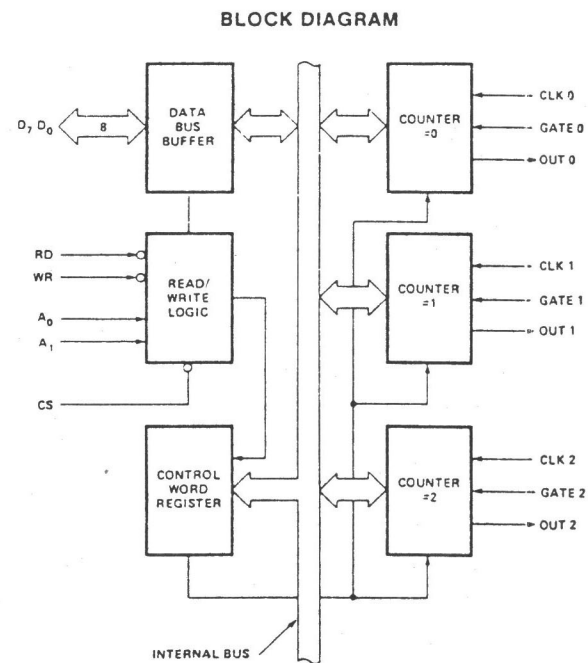 BLOCK DIAGRAM
D7 D0
8
DATA
BUS
BUFFER
COUNTER
=0
CLK 0
GATE 0
OUT 0
RD
WR
A0
A1
CS
READ/
WRITE
LOGIC
COUNTER
=1
CLK 1
GATE 1
OUT 1
CONTROL
WORD
REGISTER
COUNTER
=2
CLK 2
GATE 2
OUT 2
INTERNAL BUS